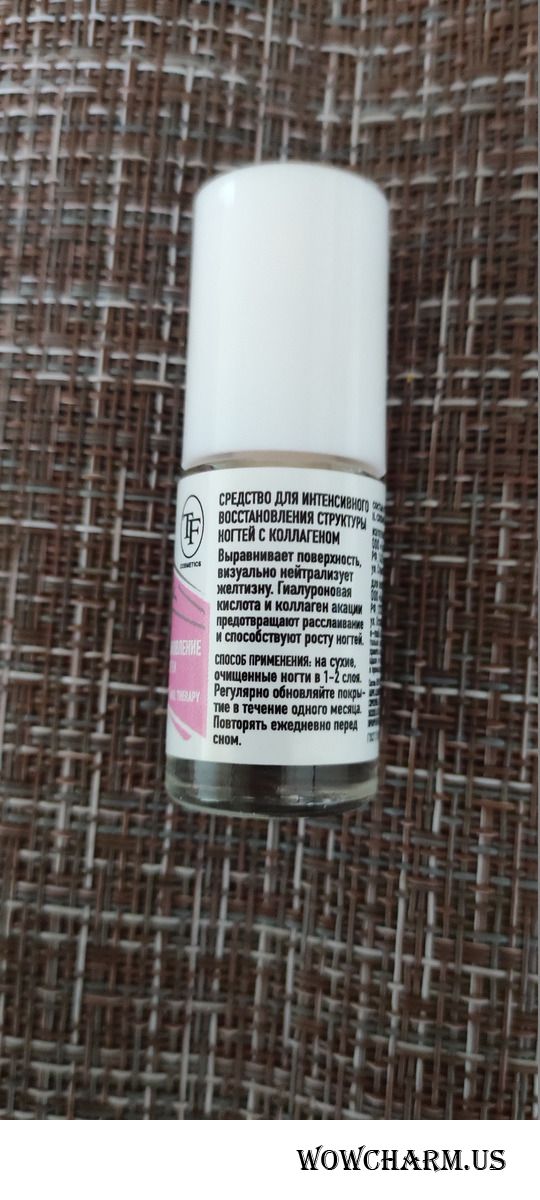 TF
COSMETICS
СРЕДСТВО ДЛЯ ИНТЕНСИВНОГО
ВОССТАНОВЛЕНИЯ СТРУКТУРЫ
НОГТЕЙ С КОЛЛАГЕНОМ
Выравнивает поверхность,
визуально нейтрализует
желтизну. Гиалуроновая
кислота и коллаген акации
предотвращают расслаивание
и способствуют росту ногтей.
СПОСОБ ПРИМЕНЕНИЯ: на сухие,
очищенные ногти в 1-2 слоя.
Регулярно обновляйте покры-
тие в течение одного месяца.
Повторять ежедневно перед
сном.
THERAPY
WOWCHARM.US